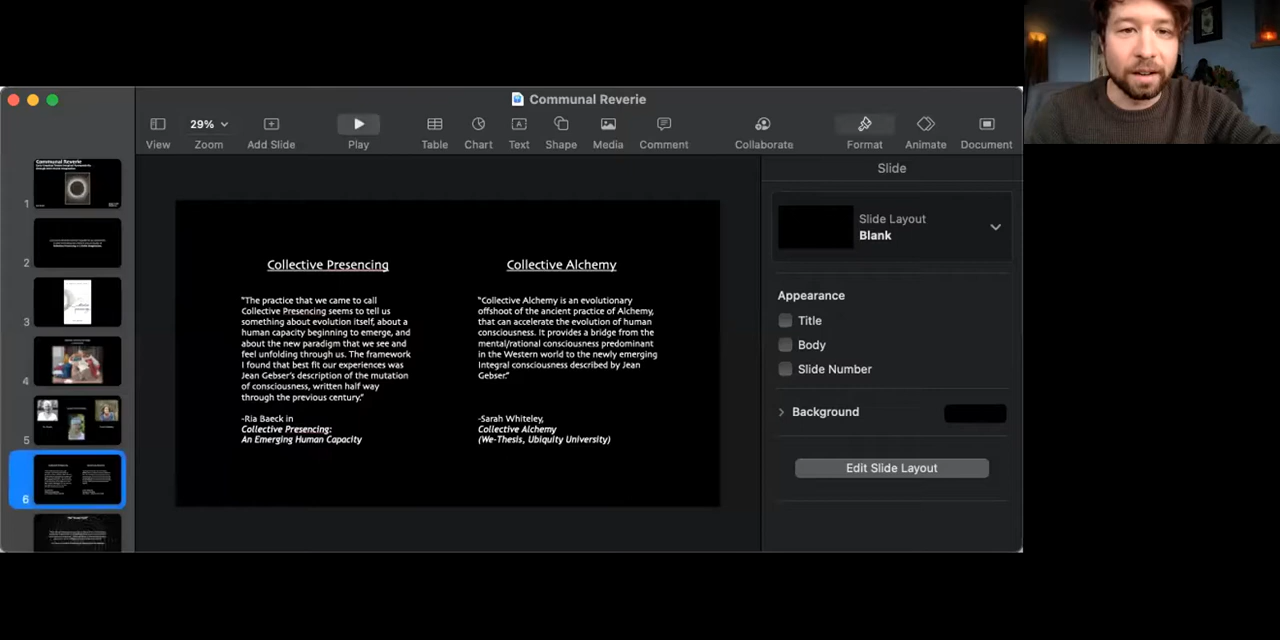 Communal Reverie
View
29%
Zoom
Add Slide
Play
Table
Chart
Text
Shape
Media
Comment
Collaborate
Format
Animate
Document
Communal Reverie
1
2
3
4
5
6
Collective Presencing
"The practice that we came to call
Collective Presencing seems to tell us
something about evolution itself, about a
human capacity beginning to emerge, and
about the new paradigm that we see and
feel unfolding through us. The framework
I found that best fit our experiences was
Jean Gebser's description of the mutation
of consciousness, written half way
through the previous century."
-Ria Baeck in
Collective Presencing:
An Emerging Human Capacity
Collective Alchemy
"Collective Alchemy is an evolutionary
offshoot of the ancient practice of Alchemy,
that can accelerate the evolution of human
consciousness. It provides a bridge from the
mental/rational consciousness predominant
in the Western world to the newly emerging
Integral consciousness described by Jean
Gebser."
-Sarah Whiteley,
Collective Alchemy
(We-Thesis, Ubiquity University)
Slide
Slide Layout
Blank
Appearance
Title
Body
Slide Number
Background
Edit Slide Layout